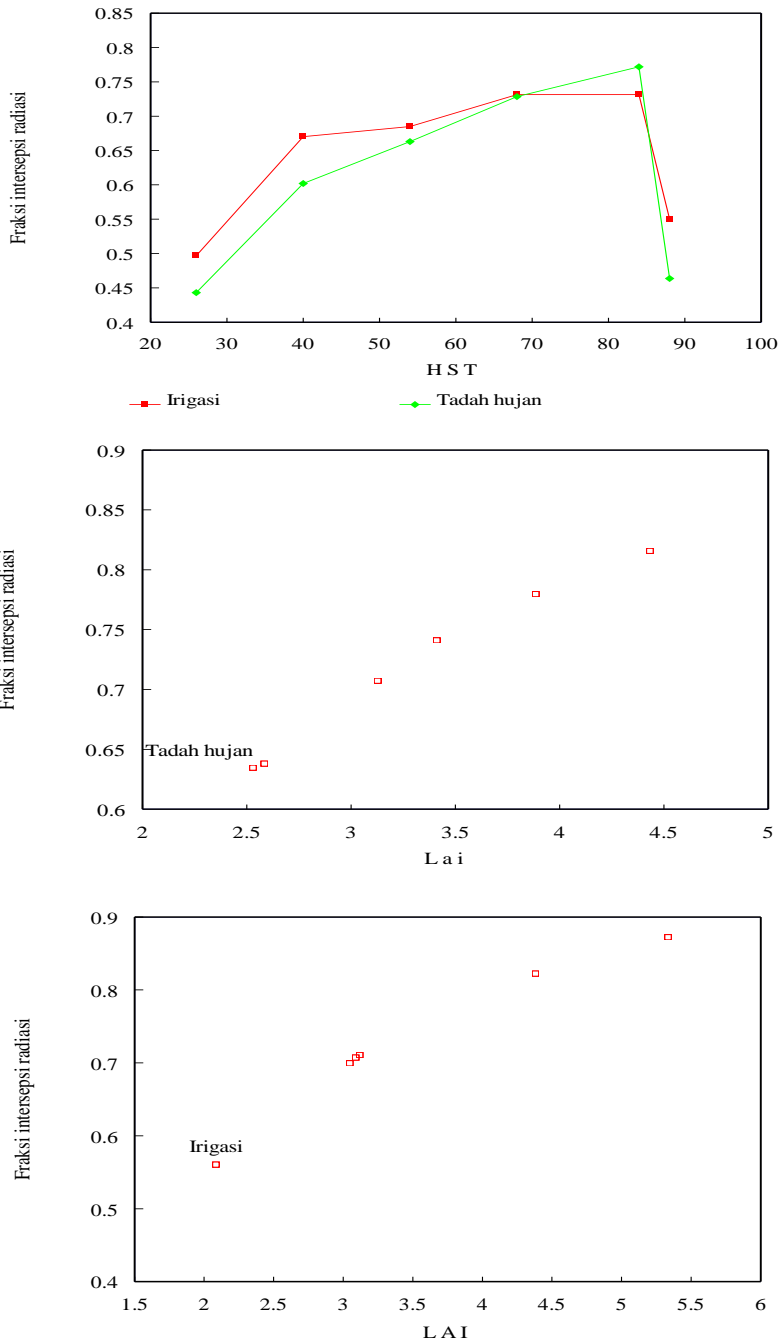 Fraksi intersepsi radiasi
0.85
0.8
0.75
0.7
0.65
0.6
0.55
0.5
0.45
0.4
20 30 40 50 60 70 80 90 100
H S T
Irigasi Tadah hujan
Fraksi intersepsi radiasi
0.9
0.85
0.8
0.75
0.7
0.65
Tadah hujan
0.6
2 2.5 3 3.5 4 4.5 5
L a i
Fraksi intersepsi radiasi
0.9
0.8
0.7
0.6
Irigasi
0.5
0.4
1.5 2 2.5 3 3.5 4 4.5 5 5.5 6
L A I